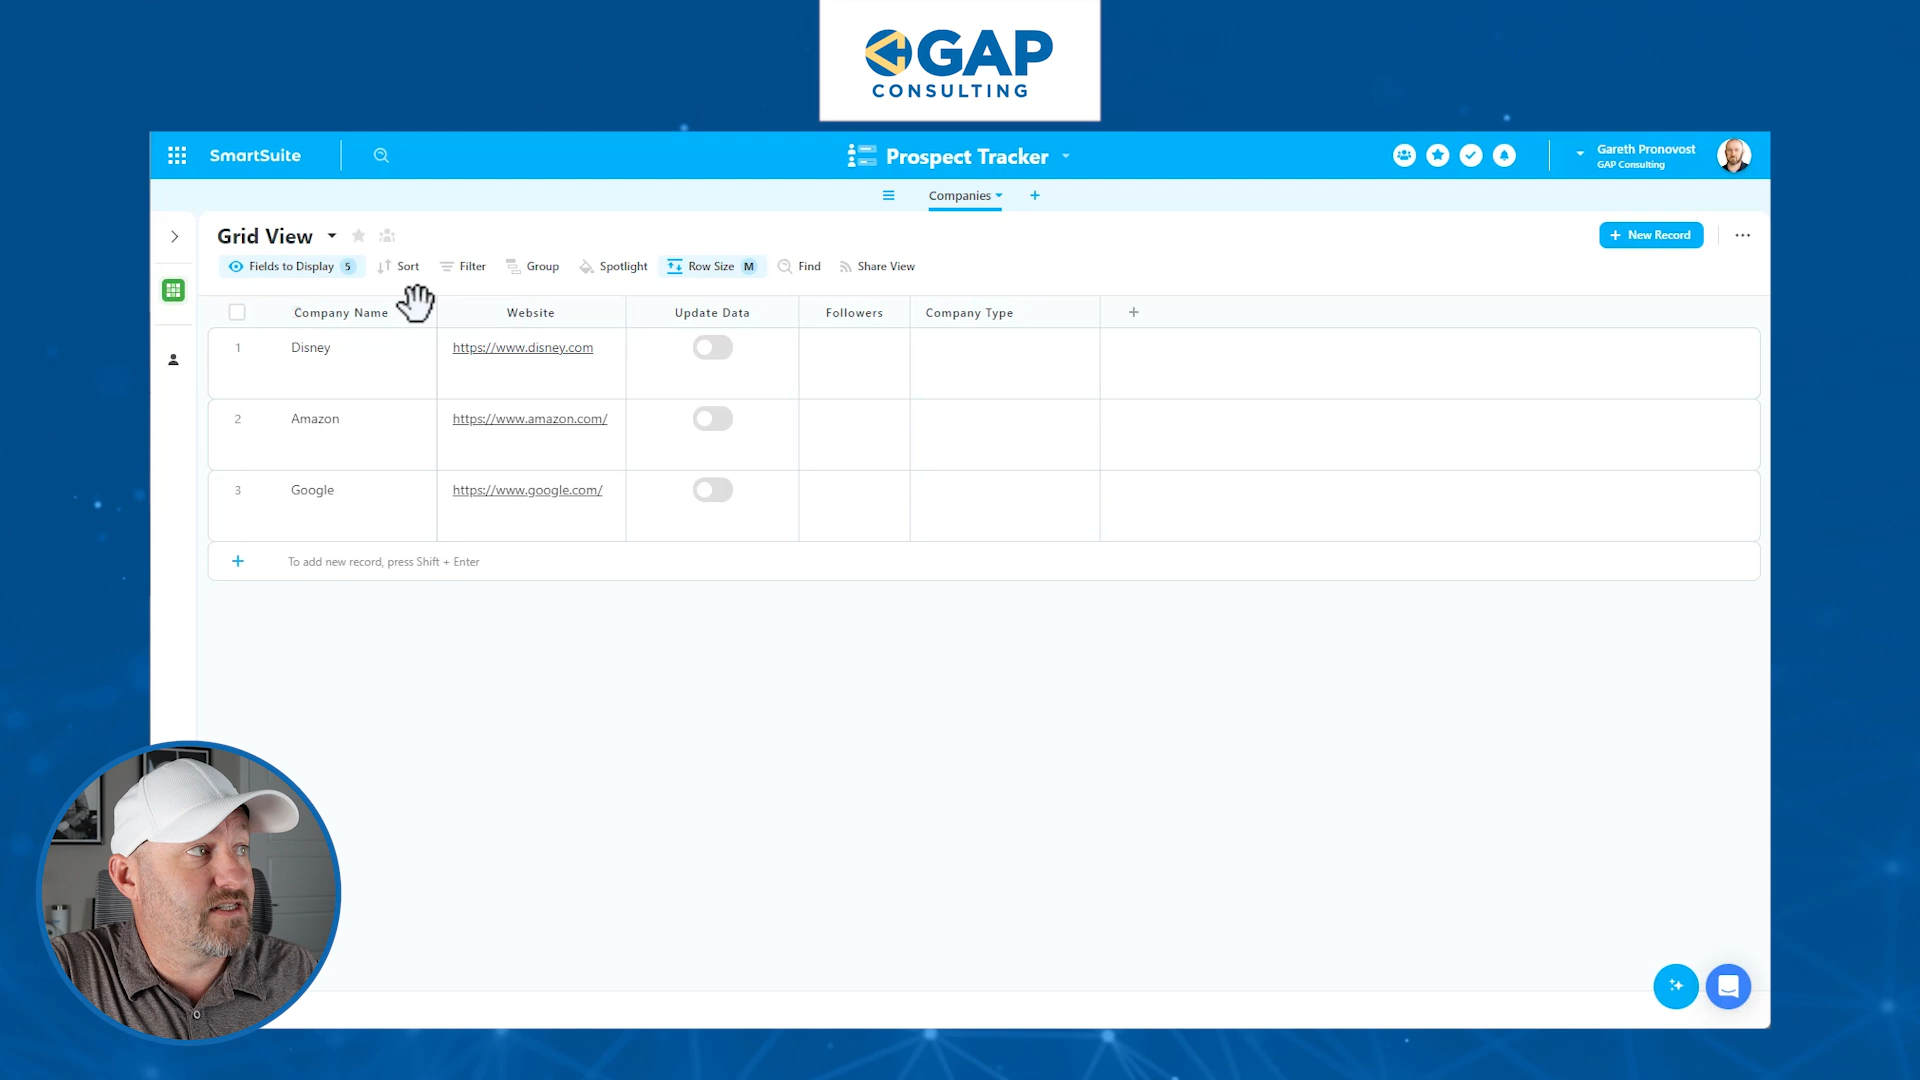 GAP
CONSULTING
SmartSuite
Prospect Tracker
Gareth Pronovost
GAP Consulting
Companies
Grid View
New Record
Fields to Display 5
Sort
Filter
Group
Spotlight
Row Size M
Find
Share View
Company Name
Website
Update Data
Followers
Company Type
1 Disney https://www.disney.com
2 Amazon https://www.amazon.com/
3 Google https://www.google.com/
To add new record, press Shift + Enter